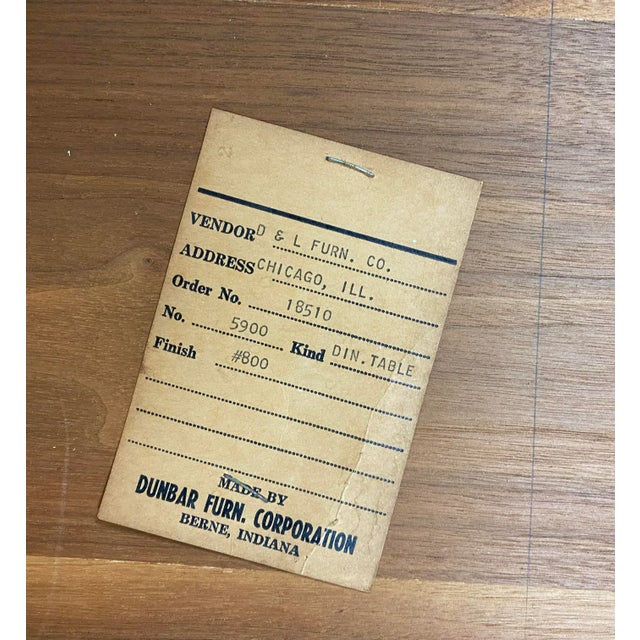 VENDOR D & L FURN. CO.
ADDRESS CHICAGO, ILL.
Order No. 18510
No. 5900 Kind DIN. TABLE
Finish #800
MADE BY
DUNBAR FURN. CORPORATION
BERNE, INDIANA